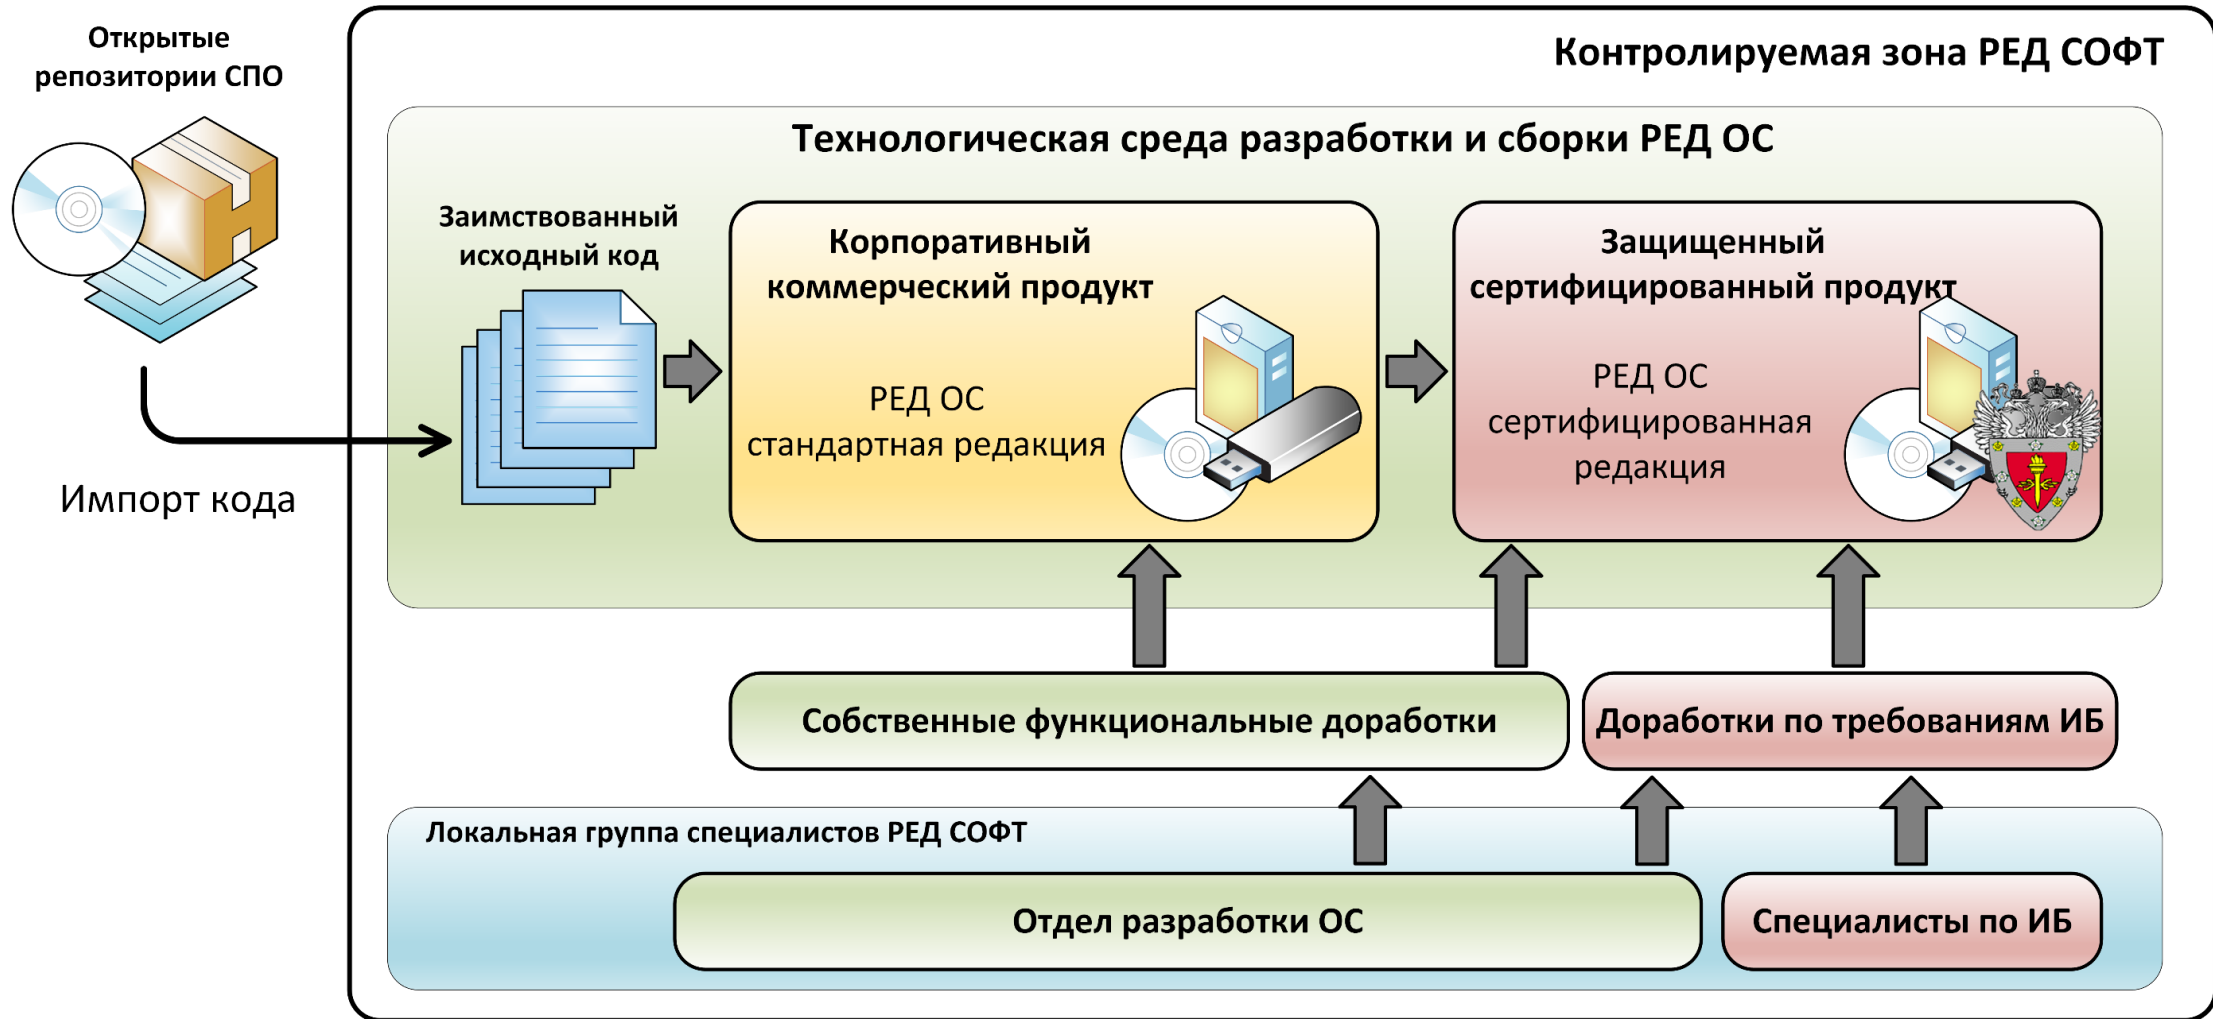 Открытые
репозитории СПО
Контролируемая зона РЕД СОФТ
Технологическая среда разработки и сборки РЕД ОС
Заимствованный
исходный код
Корпоративный
коммерческий продукт
РЕД ОС
стандартная редакция
Защищенный
сертифицированный продукт
РЕД ОС
сертифицированная
редакция
Импорт кода
Собственные функциональные доработки
Доработки по требованиям ИБ
Локальная группа специалистов РЕД СОФТ
Отдел разработки ОС
Специалисты по ИБ